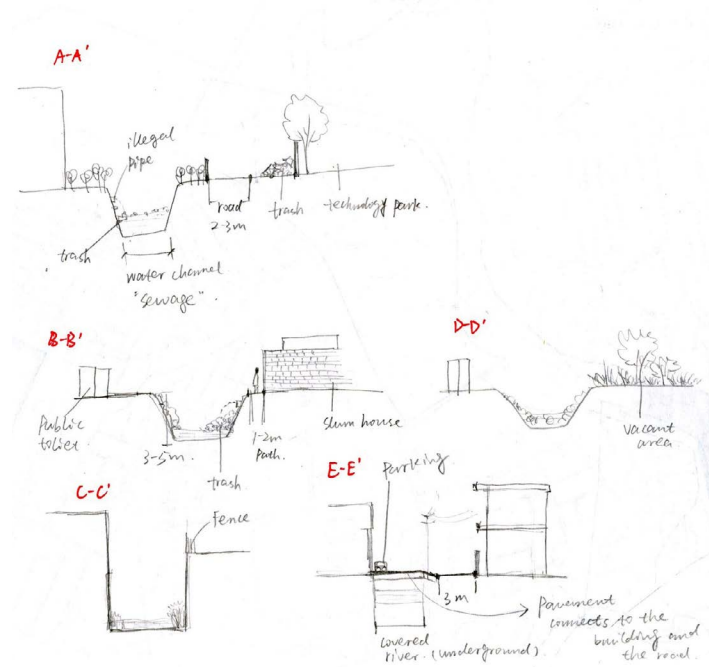 A-A'
illegal
pipe
trash
water channel
"sewage".
road
2-3m
trash
technology park.
B-B'
Public
tolier
3-5m.
trash
1-2m
Path.
slum house
D-D'
vacant
area
C-C'
Fence
E-E'
Parking
3m
covered
river. (underground).
Pavement
connects to the
building and
the road.